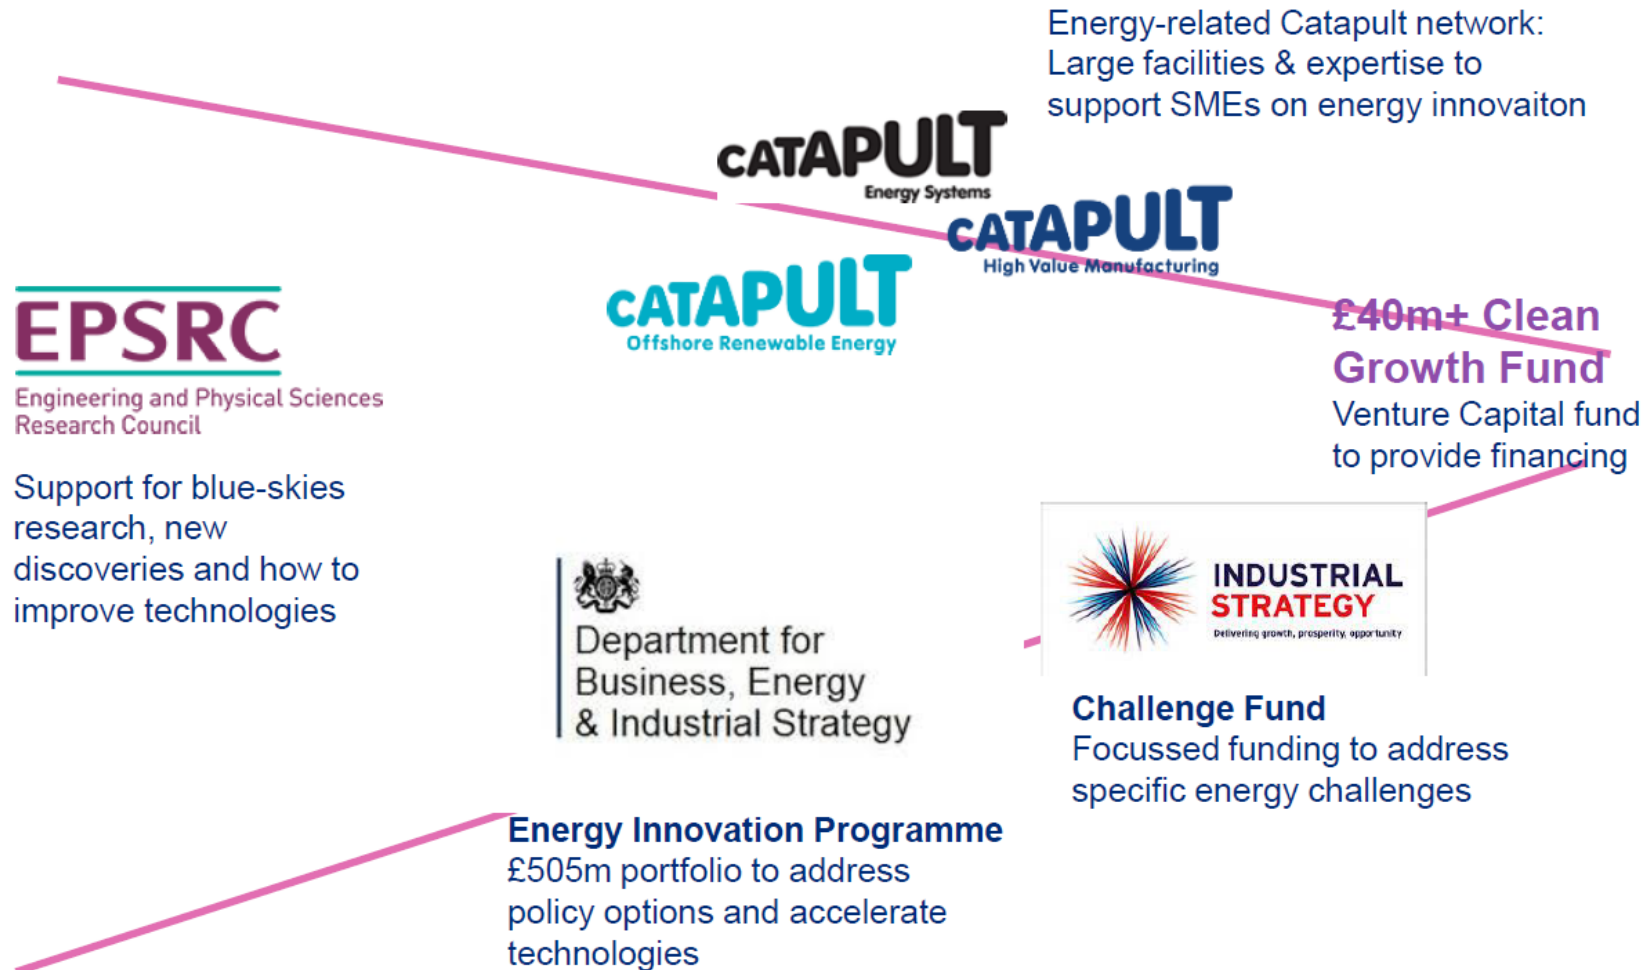 Energy-related Catapult network:
Large facilities & expertise to
support SMEs on energy innovaiton
CATAPULT
Energy Systems
CATAPULT
High Value Manufacturing
CATAPULT
Offshore Renewable Energy
EPSRC
Engineering and Physical Sciences
Research Council
Support for blue-skies
research, new
discoveries and how to
improve technologies
£40m+ Clean
Growth Fund
Venture Capital fund
to provide financing
Department for
Business, Energy
& Industrial Strategy
Energy Innovation Programme
£505m portfolio to address
policy options and accelerate
technologies
INDUSTRIAL
STRATEGY
Delivering growth, prosperity, opportunity
Challenge Fund
Focussed funding to address
specific energy challenges